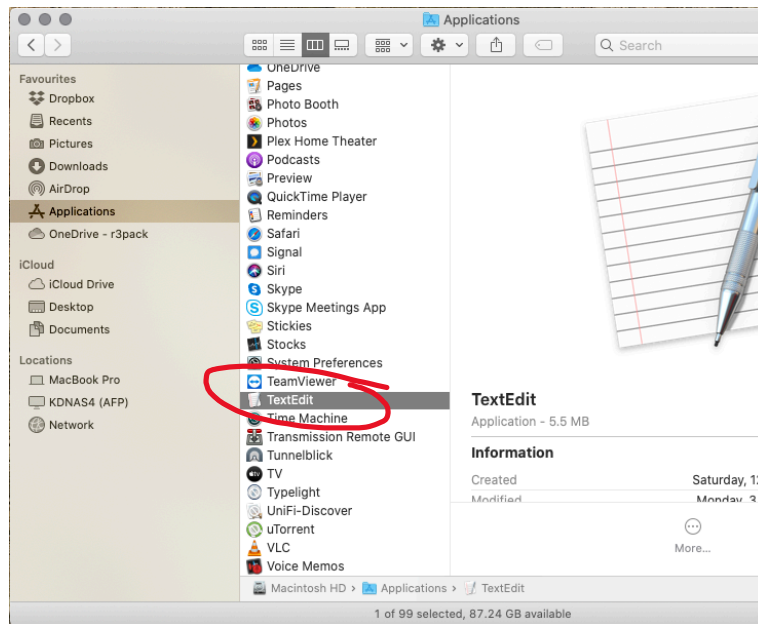 Applications
Search
Favourites
Dropbox
Recents
Pictures
Downloads
AirDrop
Applications
OneDrive - r3pack
iCloud
iCloud Drive
Desktop
Documents
Locations
MacBook Pro
KDNAS4 (AFP)
Network
OneDrive
Pages
Photo Booth
Photos
Plex Home Theater
Podcasts
Preview
QuickTime Player
Reminders
Safari
Signal
Siri
Skype
Skype Meetings App
Stickies
Stocks
System Preferences
TeamViewer
TextEdit
Time Machine
Transmission Remote GUI
Tunnelblick
TV
Typelight
UniFi-Discover
uTorrent
VLC
Voice Memos
TextEdit
Application - 5.5 MB
Information
Created Saturday, 1
Modified Monday, 3
More...
Macintosh HD › Applications › TextEdit
1 of 99 selected, 87.24 GB available